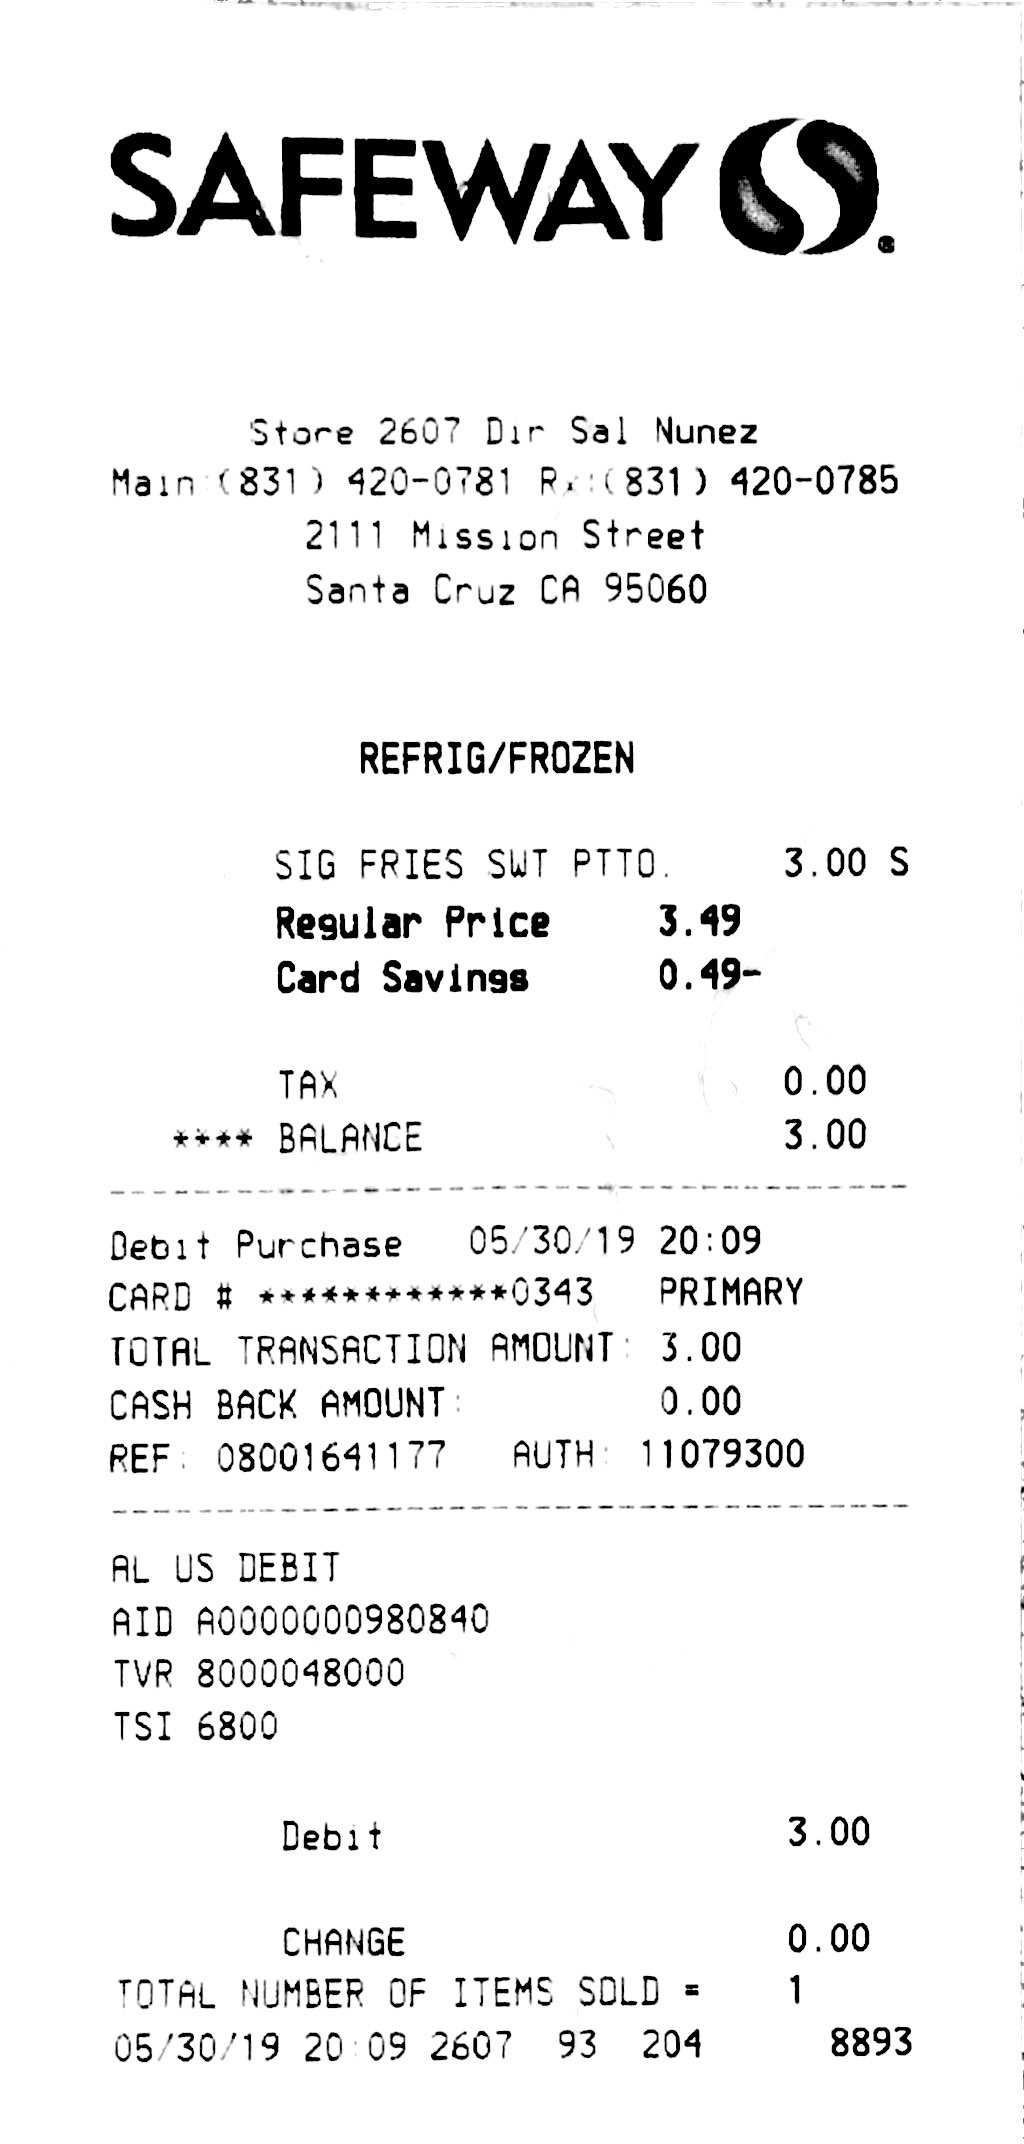 SAFEWAY
Store 2607 Dir Sal Nunez
Main:(831) 420-0781 Rx:(831) 420-0785
2111 Mission Street
Santa Cruz CA 95060
REFRIG/FROZEN
SIG FRIES SWT PTTO. 3.00 S
Regular Price 3.49
Card Savings 0.49-
TAX 0.00
**** BALANCE 3.00
--------------------------------------
Debit Purchase 05/30/19 20:09
CARD # ************0343 PRIMARY
TOTAL TRANSACTION AMOUNT: 3.00
CASH BACK AMOUNT: 0.00
REF: 08001641177 AUTH: 11079300
--------------------------------------
AL US DEBIT
AID A0000000980840
TVR 8000048000
TSI 6800
Debit 3.00
CHANGE 0.00
TOTAL NUMBER OF ITEMS SOLD = 1
05/30/19 20:09 2607 93 204 8893